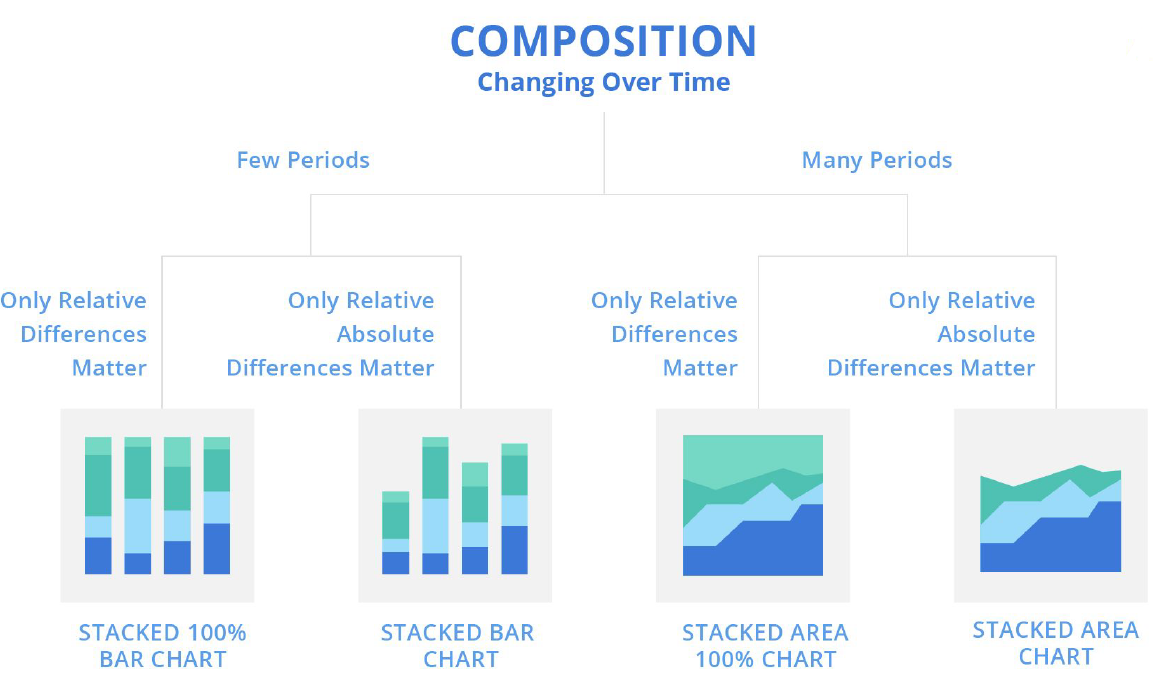 COMPOSITION
Changing Over Time
Few Periods
Many Periods
Only Relative
Differences
Matter
Only Relative
Absolute
Differences Matter
Only Relative
Differences
Matter
Only Relative
Absolute
Differences Matter
STACKED 100%
BAR CHART
STACKED BAR
CHART
STACKED AREA
100% CHART
STACKED AREA
CHART